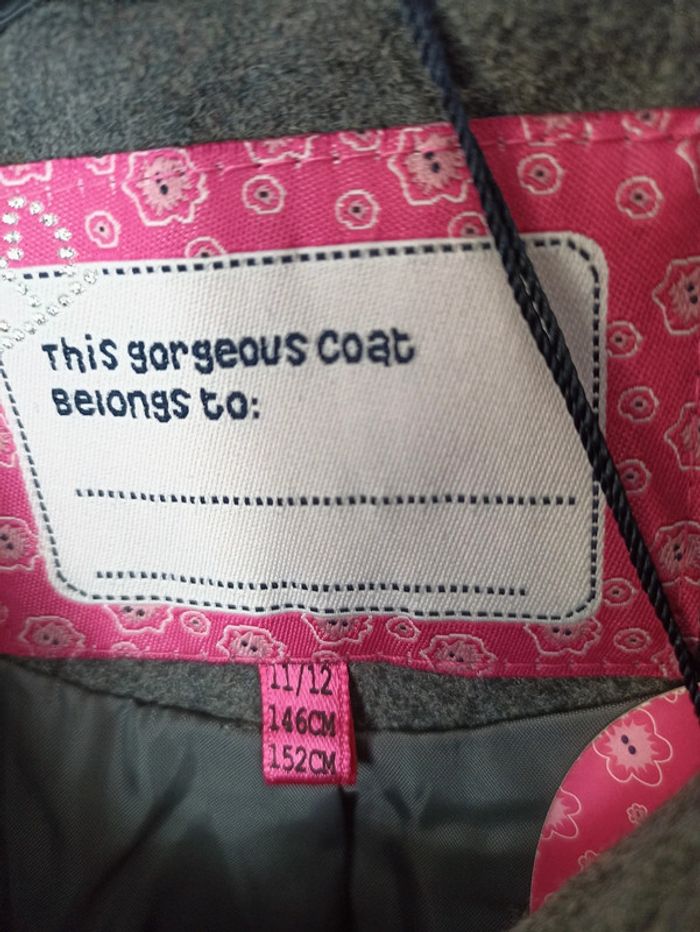 This gorgeous coat
Belongs to:
11/12
146CM
152CM